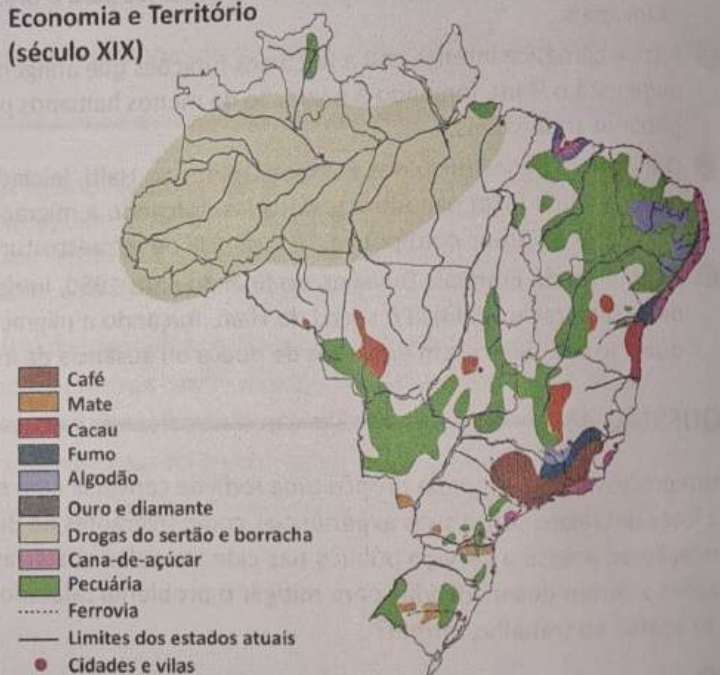 Economia e Território
(século XIX)
Café
Mate
Cacau
Fumo
Algodão
Ouro e diamante
Drogas do sertão e borracha
Cana-de-açúcar
Pecuária
Ferrovia
Limites dos estados atuais
Cidades e vilas